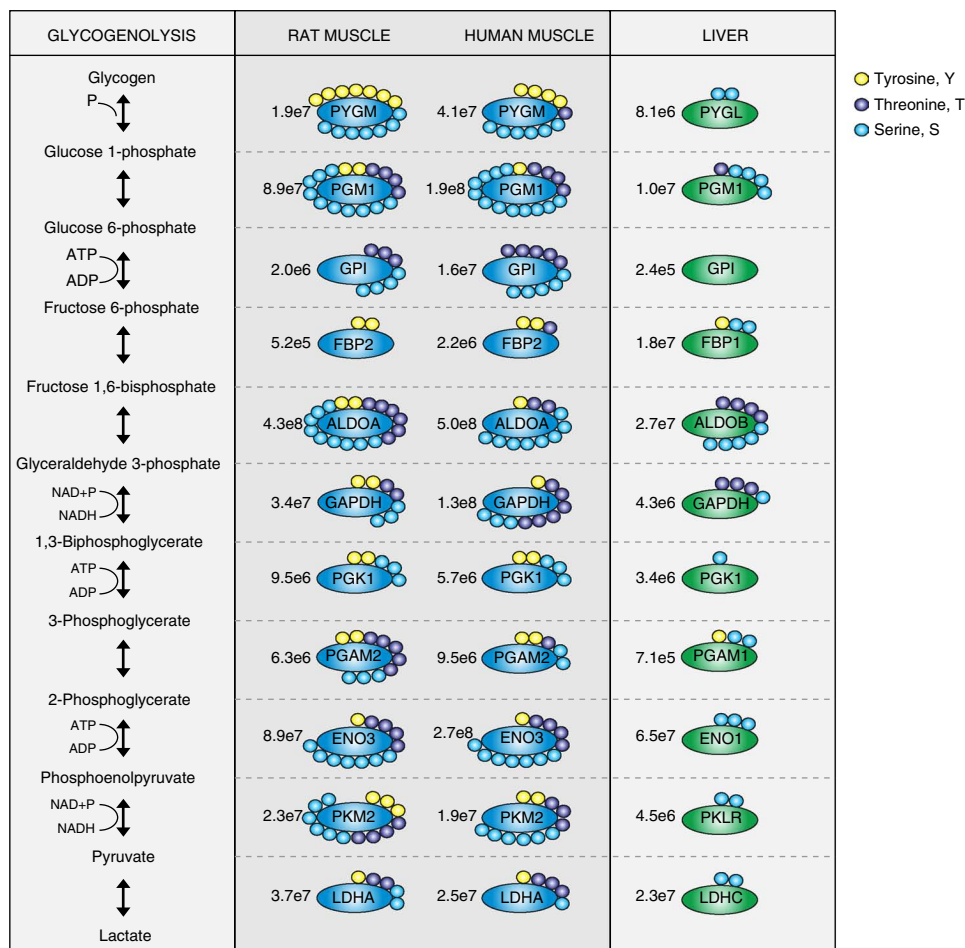 GLYCOGENOLYSIS RAT MUSCLE HUMAN MUSCLE LIVER
Tyrosine, Y
Threonine, T
Serine, S
Glycogen
P
1.9e7 PYGM 4.1e7 PYGM 8.1e6 PYGL
Glucose 1-phosphate
8.9e7 PGM1 1.9e8 PGM1 1.0e7 PGM1
Glucose 6-phosphate
ATP
ADP
2.0e6 GPI 1.6e7 GPI 2.4e5 GPI
Fructose 6-phosphate
5.2e5 FBP2 2.2e6 FBP2 1.8e7 FBP1
Fructose 1,6-bisphosphate
4.3e8 ALDOA 5.0e8 ALDOA 2.7e7 ALDOB
Glyceraldehyde 3-phosphate
NAD+P
NADH
3.4e7 GAPDH 1.3e8 GAPDH 4.3e6 GAPDH
1,3-Biphosphoglycerate
ATP
ADP
9.5e6 PGK1 5.7e6 PGK1 3.4e6 PGK1
3-Phosphoglycerate
6.3e6 PGAM2 9.5e6 PGAM2 7.1e5 PGAM1
2-Phosphoglycerate
ATP
ADP
8.9e7 ENO3 2.7e8 ENO3 6.5e7 ENO1
Phosphoenolpyruvate
NAD+P
NADH
2.3e7 PKM2 1.9e7 PKM2 4.5e6 PKLR
Pyruvate
3.7e7 LDHA 2.5e7 LDHA 2.3e7 LDHC
Lactate